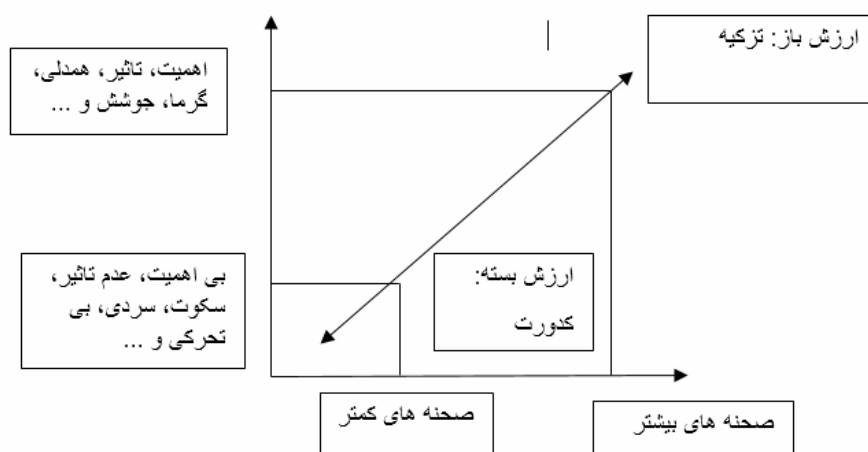 ارزش باز: تزکیه
اهمیت، تاثیر، همدلی،
گرما، جوشش و ...
بی اهمیت، عدم تاثیر،
سکوت، سردی، بی
تحرکی و ...
ارزش بسته:
کدورت
صحنه های بیشتر
صحنه های کمتر